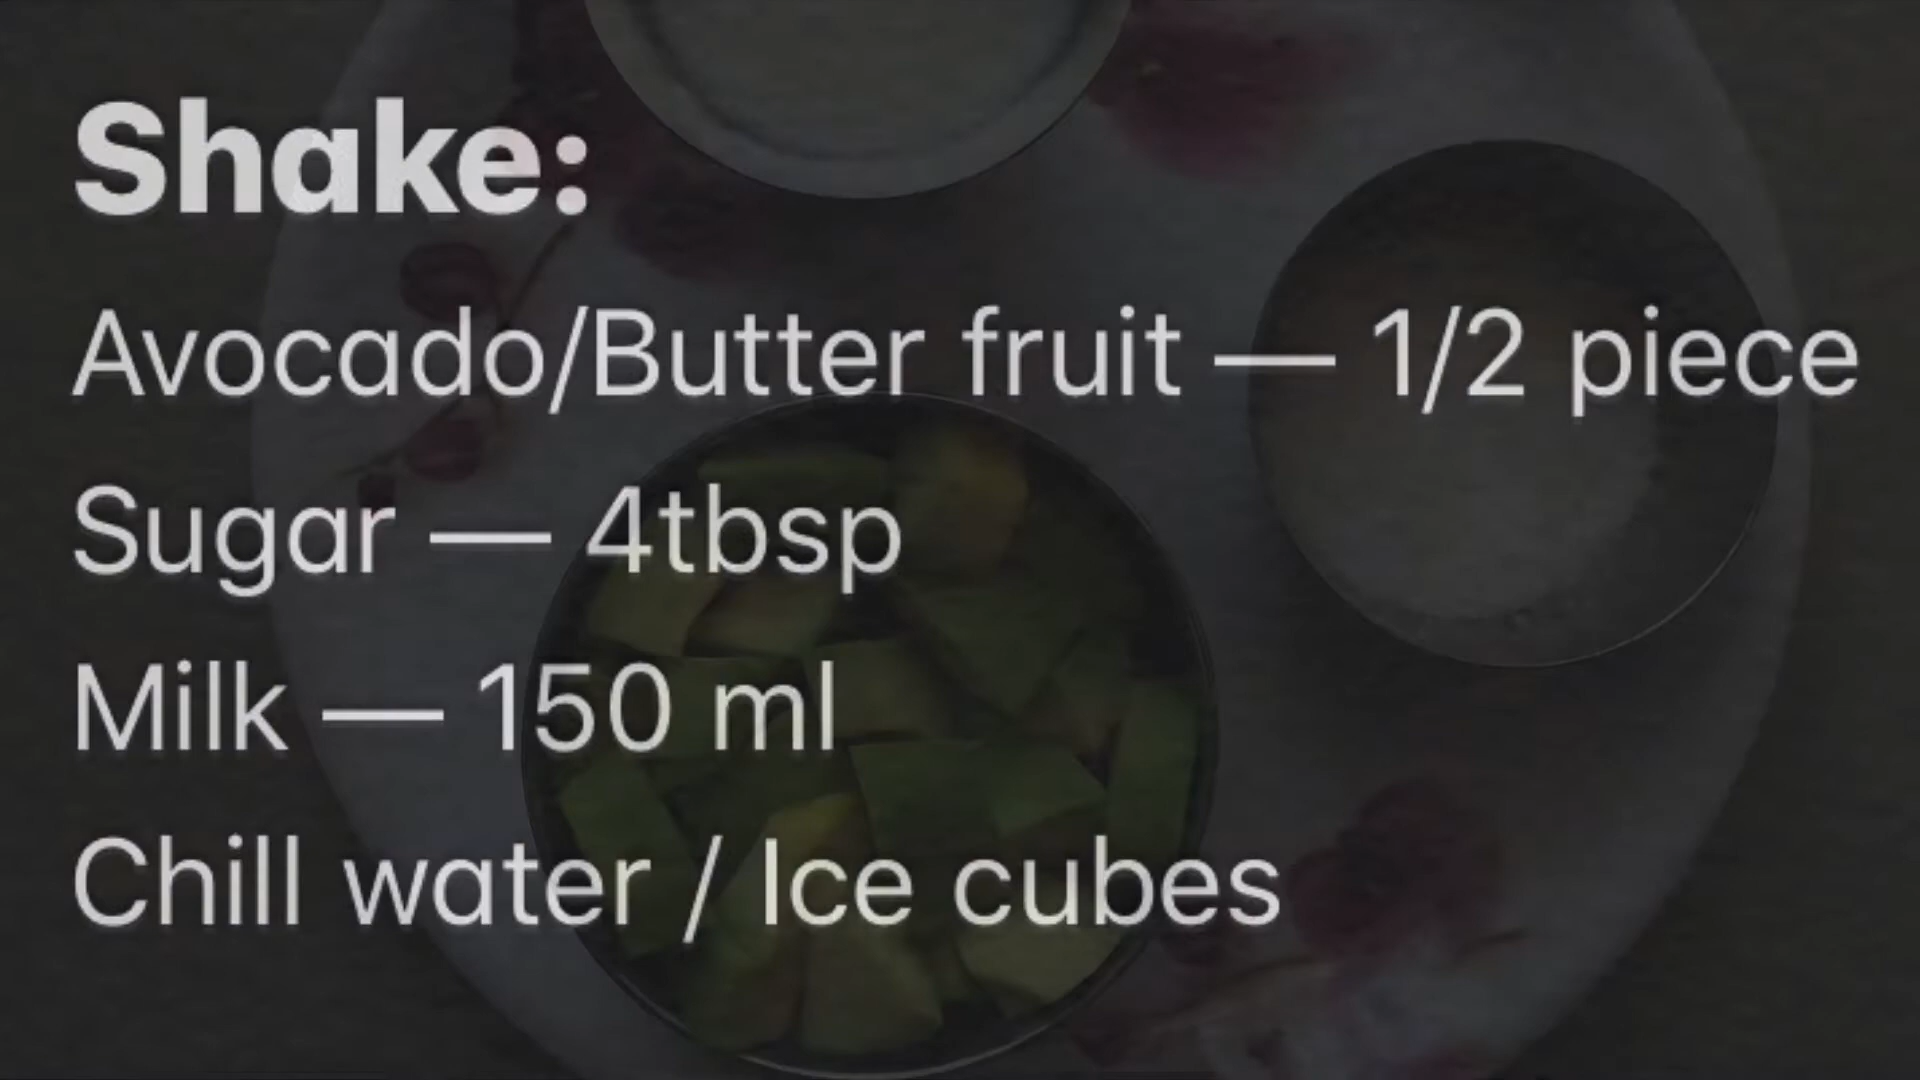 Shake:
Avocado/Butter fruit — 1/2 piece
Sugar — 4tbsp
Milk — 150 ml
Chill water / Ice cubes